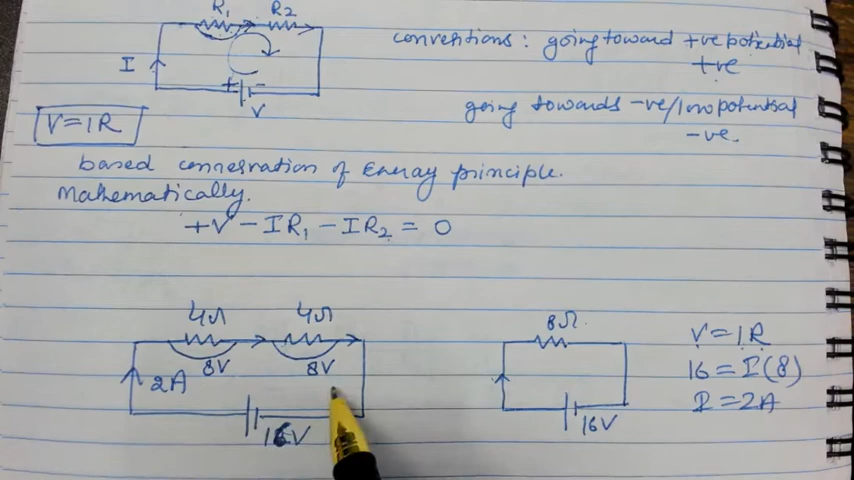 R₁ R₂
I
+ -
V
conventions: going toward +ve potential
+ve
going towards -ve/low potential
-ve.
V=IR
based conversation of Energy principle.
Mathematically.
+V - IR₁ - IR₂ = 0
4Ω 4Ω
8V 8V
2A
16V
8Ω
16V
V=IR
16=I(8)
I=2A